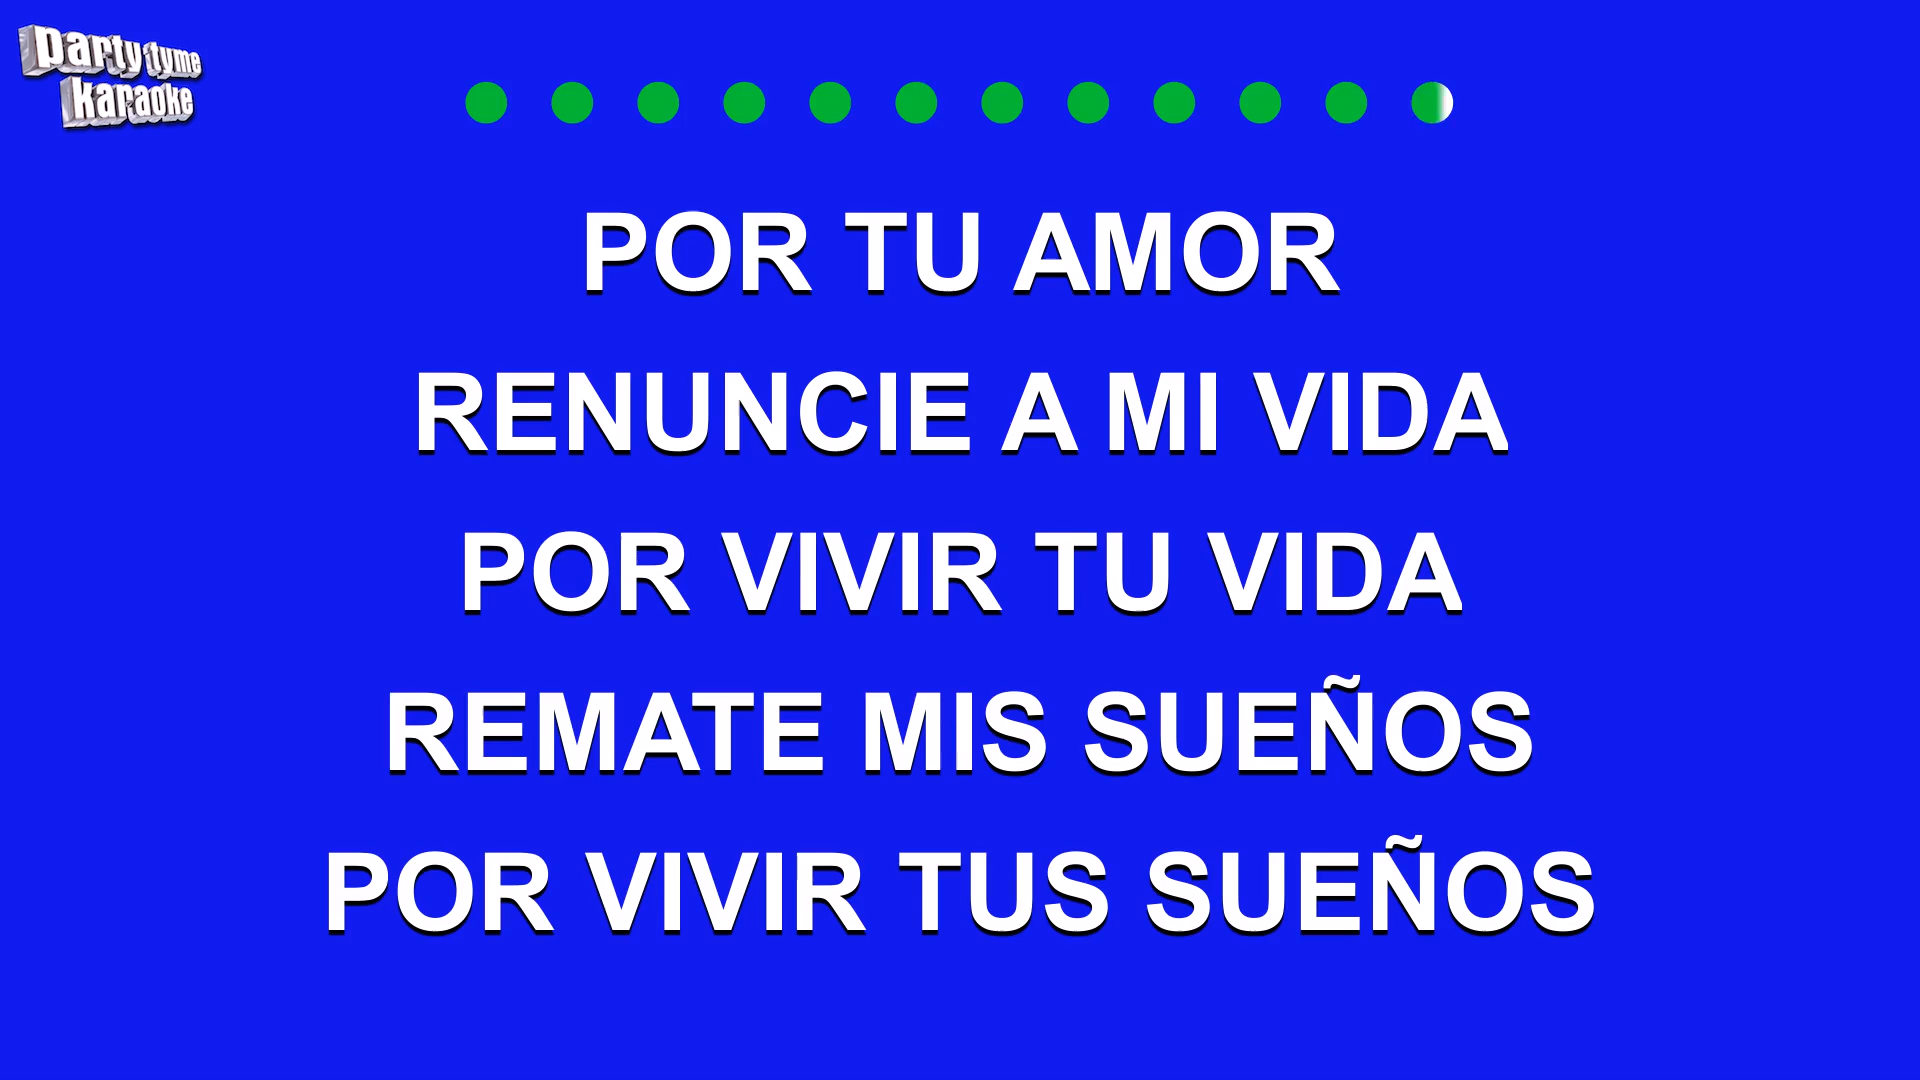 party tyme
karaoke
POR TU AMOR
RENUNCIE A MI VIDA
POR VIVIR TU VIDA
REMATE MIS SUEÑOS
POR VIVIR TUS SUEÑOS